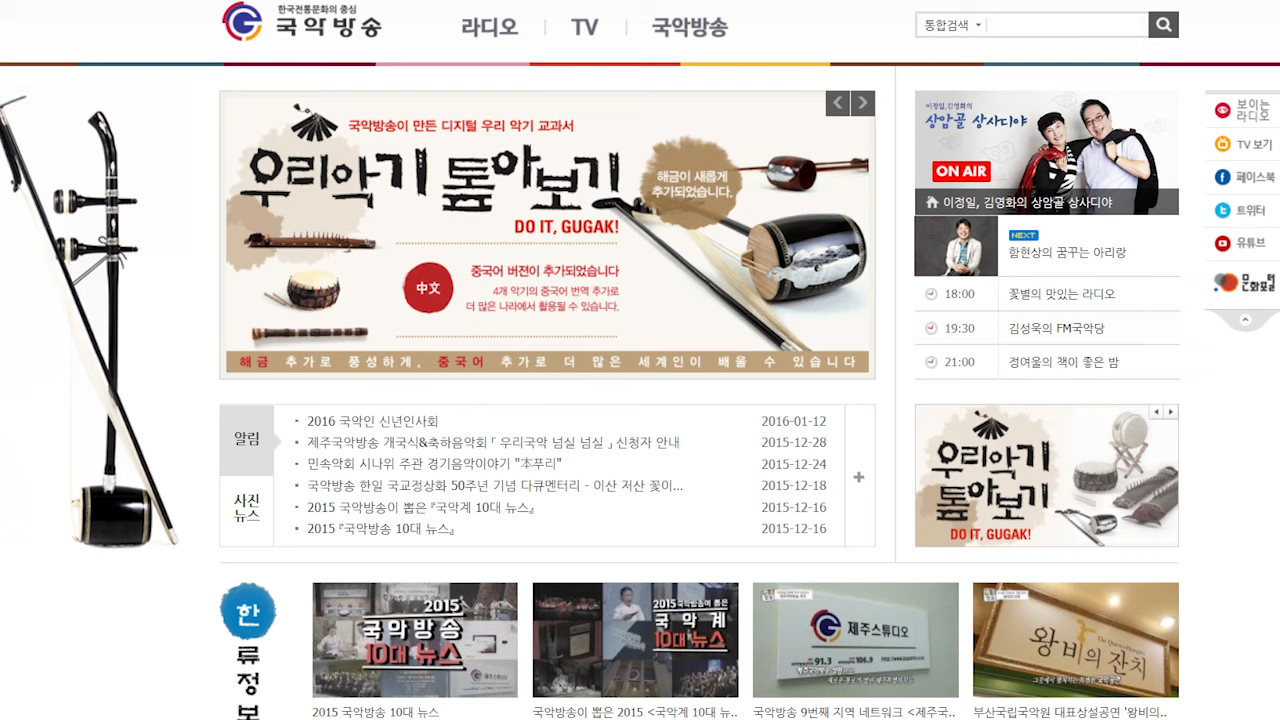 한국전통문화의 중심
국악방송
라디오
TV
국악방송
통합검색
국악방송이 만든 디지털 우리 악기 교과서
우리악기 톺아보기
해금이 새롭게
추가되었습니다.
DO IT, GUGAK!
中文
중국어 버젼이 추가되었습니다
4개 악기의 중국어 번역 추가로
더 많은 나라에서 활용될 수 있습니다.
해금 추가로 풍성하게, 중국어 추가로 더 많은 세계인이 배울 수 있습니다
이정일,김영화의
상암골 상사디야
ON AIR
이정일, 김영화의 상암골 상사디야
NEXT
함현상의 꿈꾸는 아리랑
18:00 꽃별의 맛있는 라디오
19:30 김성욱의 FM국악당
21:00 정여울의 책이 좋은 밤
보이는
라디오
TV 보기
페이스북
트위터
유튜브
문화포털
알림
사진
뉴스
2016 국악인 신년인사회 2016-01-12
제주국악방송 개국식&축하음악회 「 우리국악 넘실 넘실 」 신청자 안내 2015-12-28
민속악회 시나위 주관 경기음악이야기 "本푸리" 2015-12-24
국악방송 한일 국교정상화 50주년 기념 다큐멘터리 - 이산 저산 꽃이... 2015-12-18
2015 국악방송이 뽑은 『국악계 10대 뉴스』 2015-12-16
2015 『국악방송 10대 뉴스』 2015-12-16
우리악기
톺아보기
DO IT, GUGAK!
한
류
정
보
2015
국악방송
10대 뉴스
2015 국악방송이 뽑은
국악계
10대 뉴스
제주스튜디오
91.3
106.9
왕비의 잔치
2015 국악방송 10대 뉴스
국악방송이 뽑은 2015 <국악계 10대 뉴..
국악방송 9번째 지역 네트워크 <제주국..
부산국립국악원 대표상설공연 '왕비의..